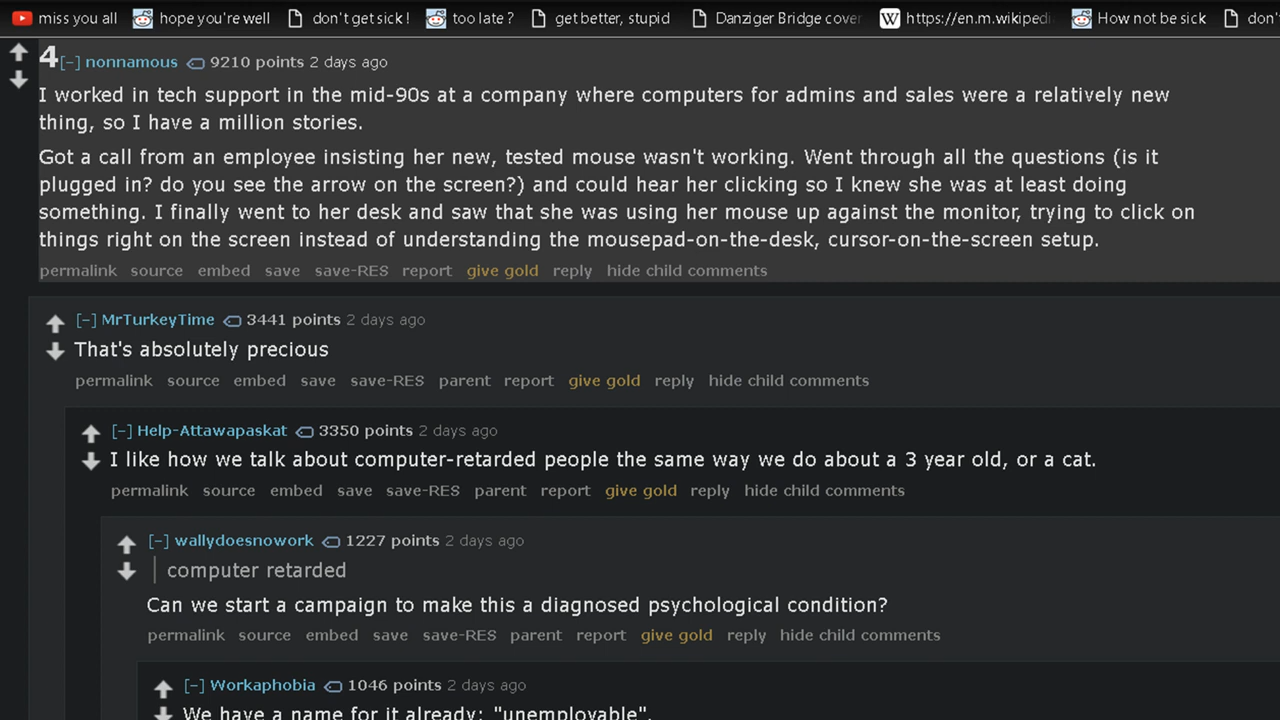 miss you all hope you're well don't get sick ! too late ? get better, stupid Danziger Bridge cover https://en.m.wikipedi How not be sick don'
4 [–] nonnamous 9210 points 2 days ago
I worked in tech support in the mid-90s at a company where computers for admins and sales were a relatively new
thing, so I have a million stories.
Got a call from an employee insisting her new, tested mouse wasn't working. Went through all the questions (is it
plugged in? do you see the arrow on the screen?) and could hear her clicking so I knew she was at least doing
something. I finally went to her desk and saw that she was using her mouse up against the monitor, trying to click on
things right on the screen instead of understanding the mousepad-on-the-desk, cursor-on-the-screen setup.
permalink source embed save save-RES report give gold reply hide child comments
[–] MrTurkeyTime 3441 points 2 days ago
That's absolutely precious
permalink source embed save save-RES parent report give gold reply hide child comments
[–] Help-Attawapaskat 3350 points 2 days ago
I like how we talk about computer-retarded people the same way we do about a 3 year old, or a cat.
permalink source embed save save-RES parent report give gold reply hide child comments
[–] wallydoesnowork 1227 points 2 days ago
computer retarded
Can we start a campaign to make this a diagnosed psychological condition?
permalink source embed save save-RES parent report give gold reply hide child comments
[–] Workaphobia 1046 points 2 days ago
We have a name for it already: "unemployable".